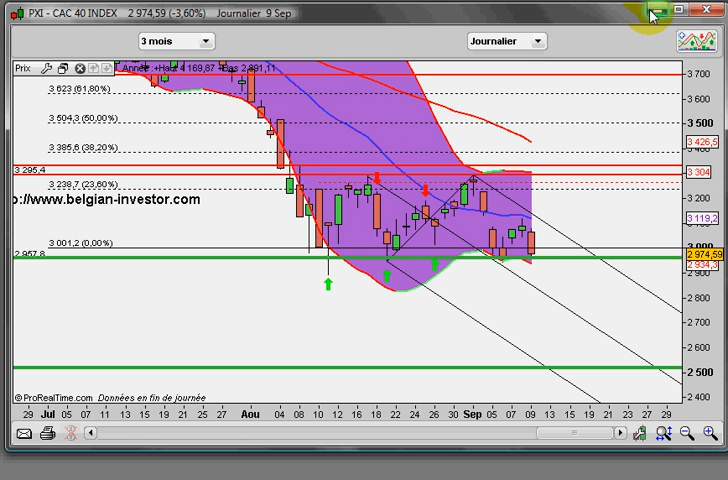 PXI - CAC 40 INDEX 2 974,59 (-3,60%) Journalier 9 Sep
3 mois Journalier
Prix Année : +Haut 4 169,87 +Bas 2 891,11
3 700
3 623 (61,80%)
3 600
3 504,3 (50,00%)
3 500
3 426,5
3 385,6 (38,20%)
3 295,4
3 304
3 238,7 (23,60%)
3 200
p://www.belgian-investor.com
3 119,2
3 001,2 (0,00%)
3 000
2 957,8
2 974,59
2 934,3
2 900
2 800
2 700
2 600
2 500
2 400
© ProRealTime.com Données en fin de journée
29 Jul 05 07 11 13 15 19 21 25 27 29 Aou 04 08 10 12 16 18 22 24 26 30 Sep 05 07 09 13 15 19 21 23 27 29